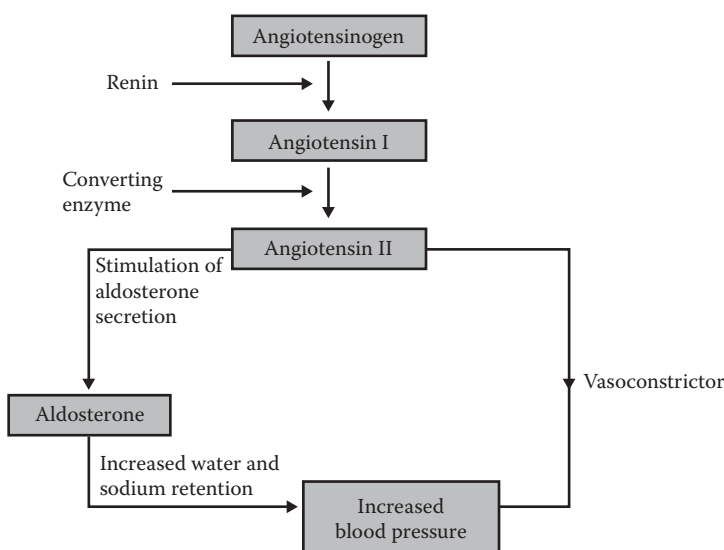 Angiotensinogen
Renin
Angiotensin I
Converting
enzyme
Angiotensin II
Stimulation of
aldosterone
secretion
Vasoconstrictor
Aldosterone
Increased water and
sodium retention
Increased
blood pressure